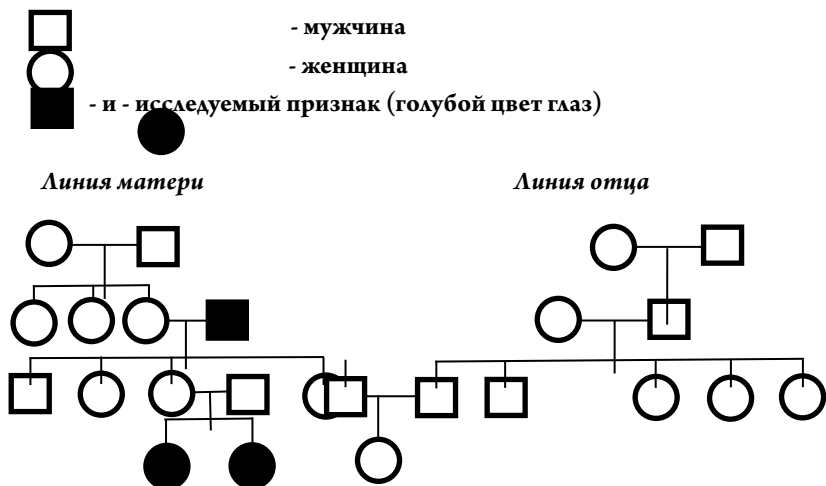 - мужчина
- женщина
- и - исследуемый признак (голубой цвет глаз)
Линия матери
Линия отца